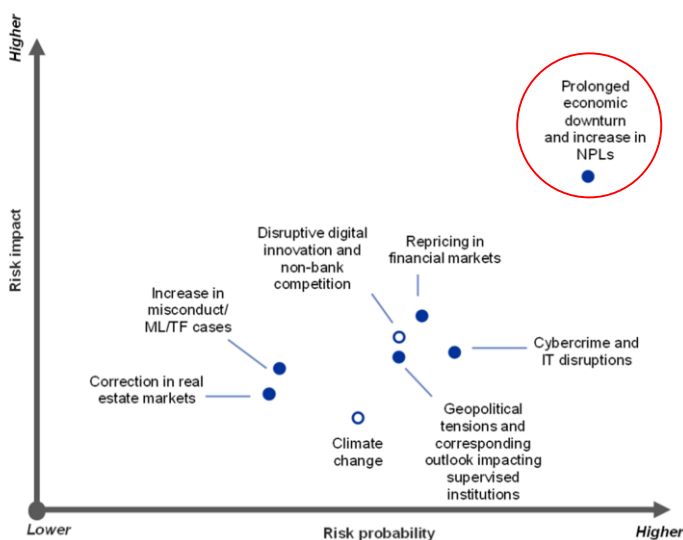 Higher
Prolonged
economic
downturn
and increase in
NPLs
Risk impact
Disruptive digital
innovation and
non-bank
competition
Repricing in
financial markets
Increase in
misconduct/
ML/TF cases
Cybercrime and
IT disruptions
Correction in real
estate markets
Geopolitical
tensions and
corresponding
outlook impacting
supervised
institutions
Climate
change
Lower
Risk probability
Higher